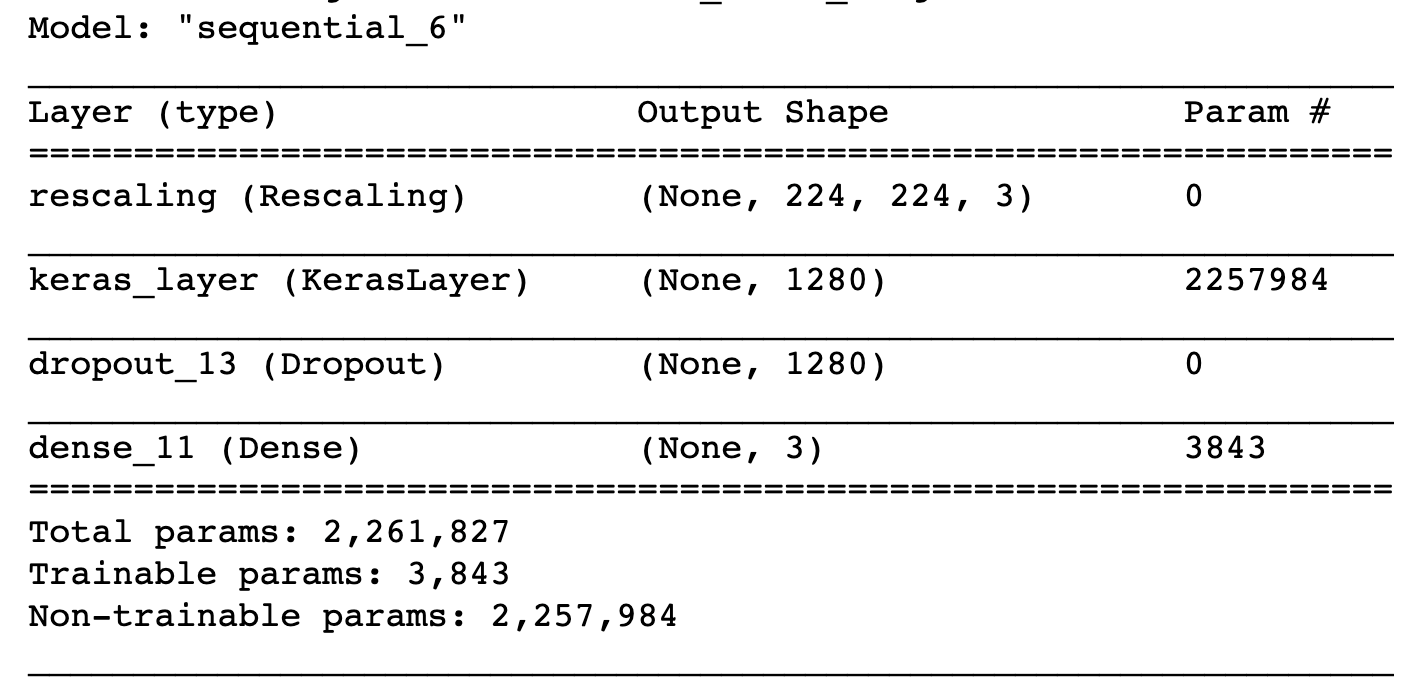 Model: "sequential_6"
Layer (type) Output Shape Param #
=================================================================
rescaling (Rescaling) (None, 224, 224, 3) 0
keras_layer (KerasLayer) (None, 1280) 2257984
dropout_13 (Dropout) (None, 1280) 0
dense_11 (Dense) (None, 3) 3843
=================================================================
Total params: 2,261,827
Trainable params: 3,843
Non-trainable params: 2,257,984